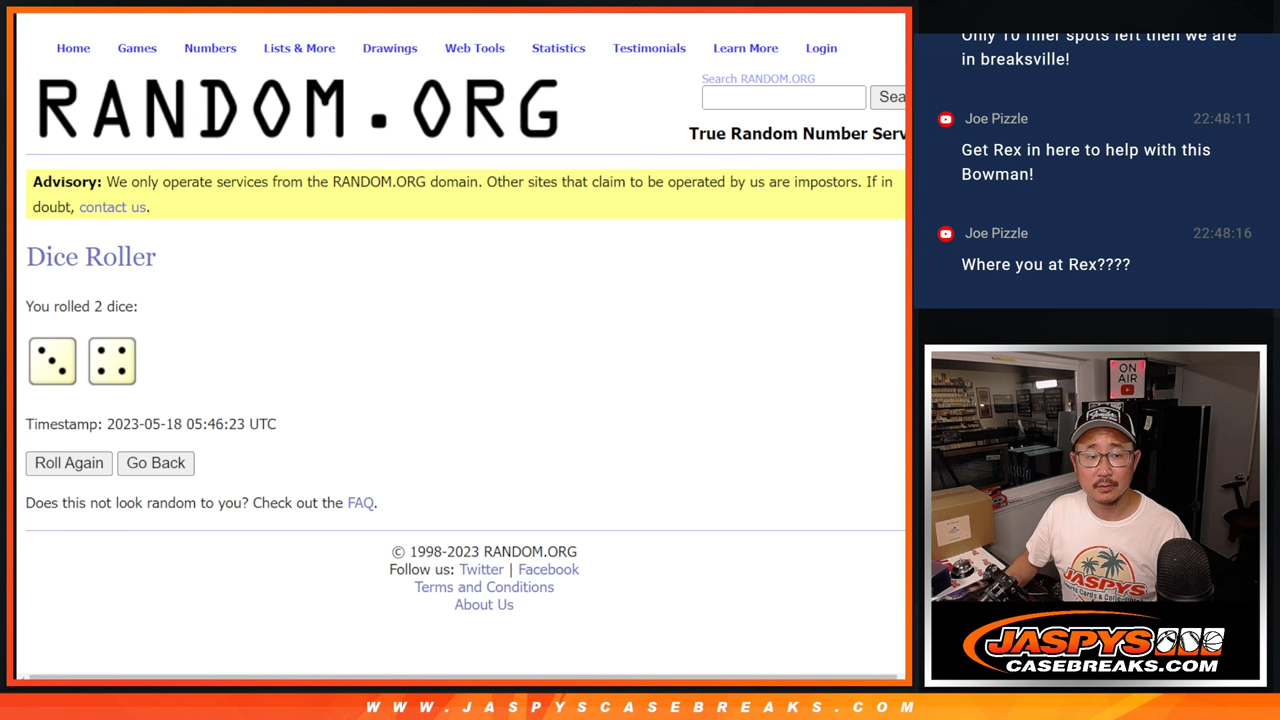 Home Games Numbers Lists & More Drawings Web Tools Statistics Testimonials Learn More Login
RANDOM.ORG
Search RANDOM.ORG
Sea
True Random Number Serv
Advisory: We only operate services from the RANDOM.ORG domain. Other sites that claim to be operated by us are impostors. If in
doubt, contact us.
Dice Roller
You rolled 2 dice:
Timestamp: 2023-05-18 05:46:23 UTC
Roll Again Go Back
Does this not look random to you? Check out the FAQ.
© 1998-2023 RANDOM.ORG
Follow us: Twitter | Facebook
Terms and Conditions
About Us
Only 10 filler spots left then we are
in breaksville!
Joe Pizzle 22:48:11
Get Rex in here to help with this
Bowman!
Joe Pizzle 22:48:16
Where you at Rex????
ON
AIR
JASPYS
JASPYS
CASEBREAKS.COM
WWW.JASPYSCASEBREAKS.COM